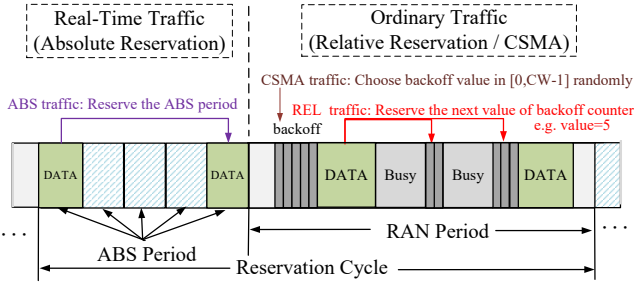 Real-Time Traffic
(Absolute Reservation)
Ordinary Traffic
(Relative Reservation / CSMA)
CSMA traffic: Choose backoff value in [0,CW-1] randomly
ABS traffic: Reserve the ABS period
REL traffic: Reserve the next value of backoff counter
e.g. value=5
backoff
DATA
DATA
DATA
Busy
Busy
DATA
. . .
. . .
ABS Period
RAN Period
Reservation Cycle